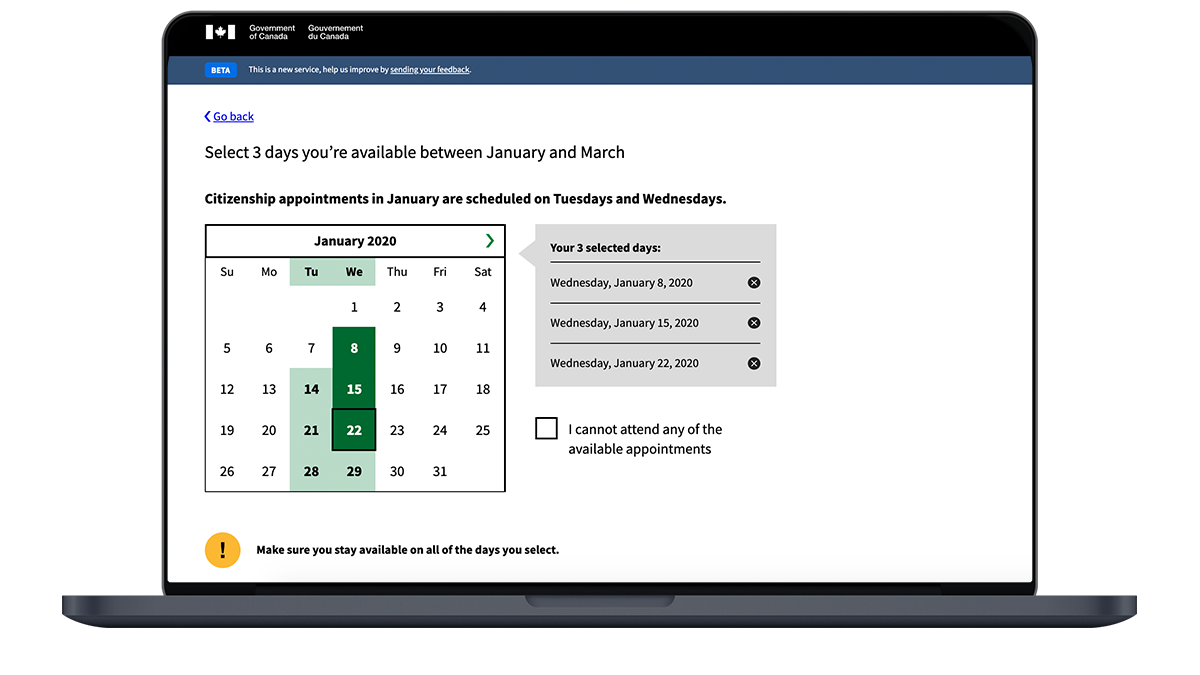 Government of Canada
Gouvernement du Canada
BETA
This is a new service, help us improve by sending your feedback.
Go back
Select 3 days you’re available between January and March
Citizenship appointments in January are scheduled on Tuesdays and Wednesdays.
January 2020
Su Mo Tu We Thu Fri Sat
1 2 3 4
5 6 7 8 9 10 11
12 13 14 15 16 17 18
19 20 21 22 23 24 25
26 27 28 29 30 31
Your 3 selected days:
Wednesday, January 8, 2020
Wednesday, January 15, 2020
Wednesday, January 22, 2020
I cannot attend any of the
available appointments
! Make sure you stay available on all of the days you select.